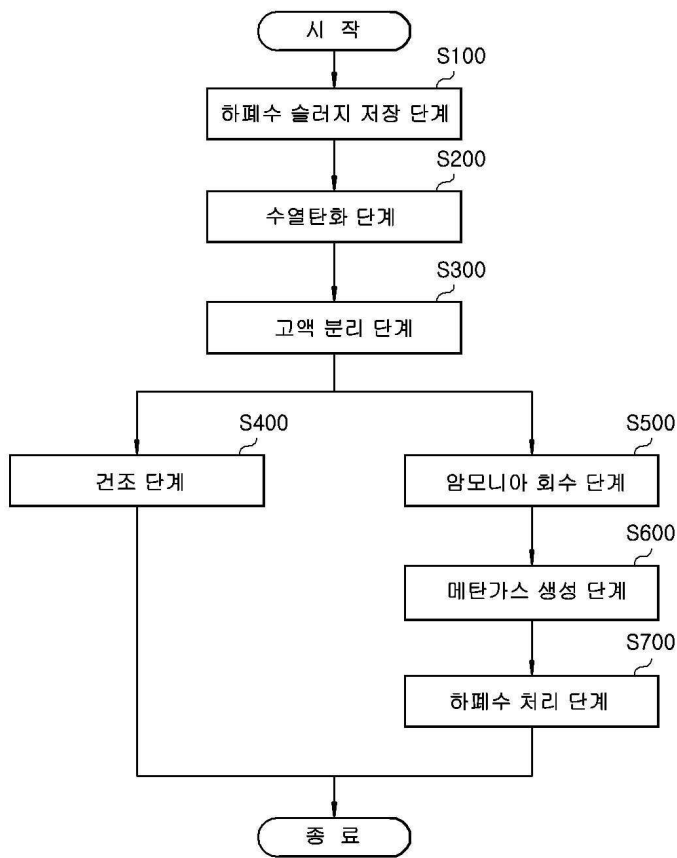 시 작
S100
하폐수 슬러지 저장 단계
S200
수열탄화 단계
S300
고액 분리 단계
S400
건조 단계
S500
암모니아 회수 단계
S600
메탄가스 생성 단계
S700
하폐수 처리 단계
종 료